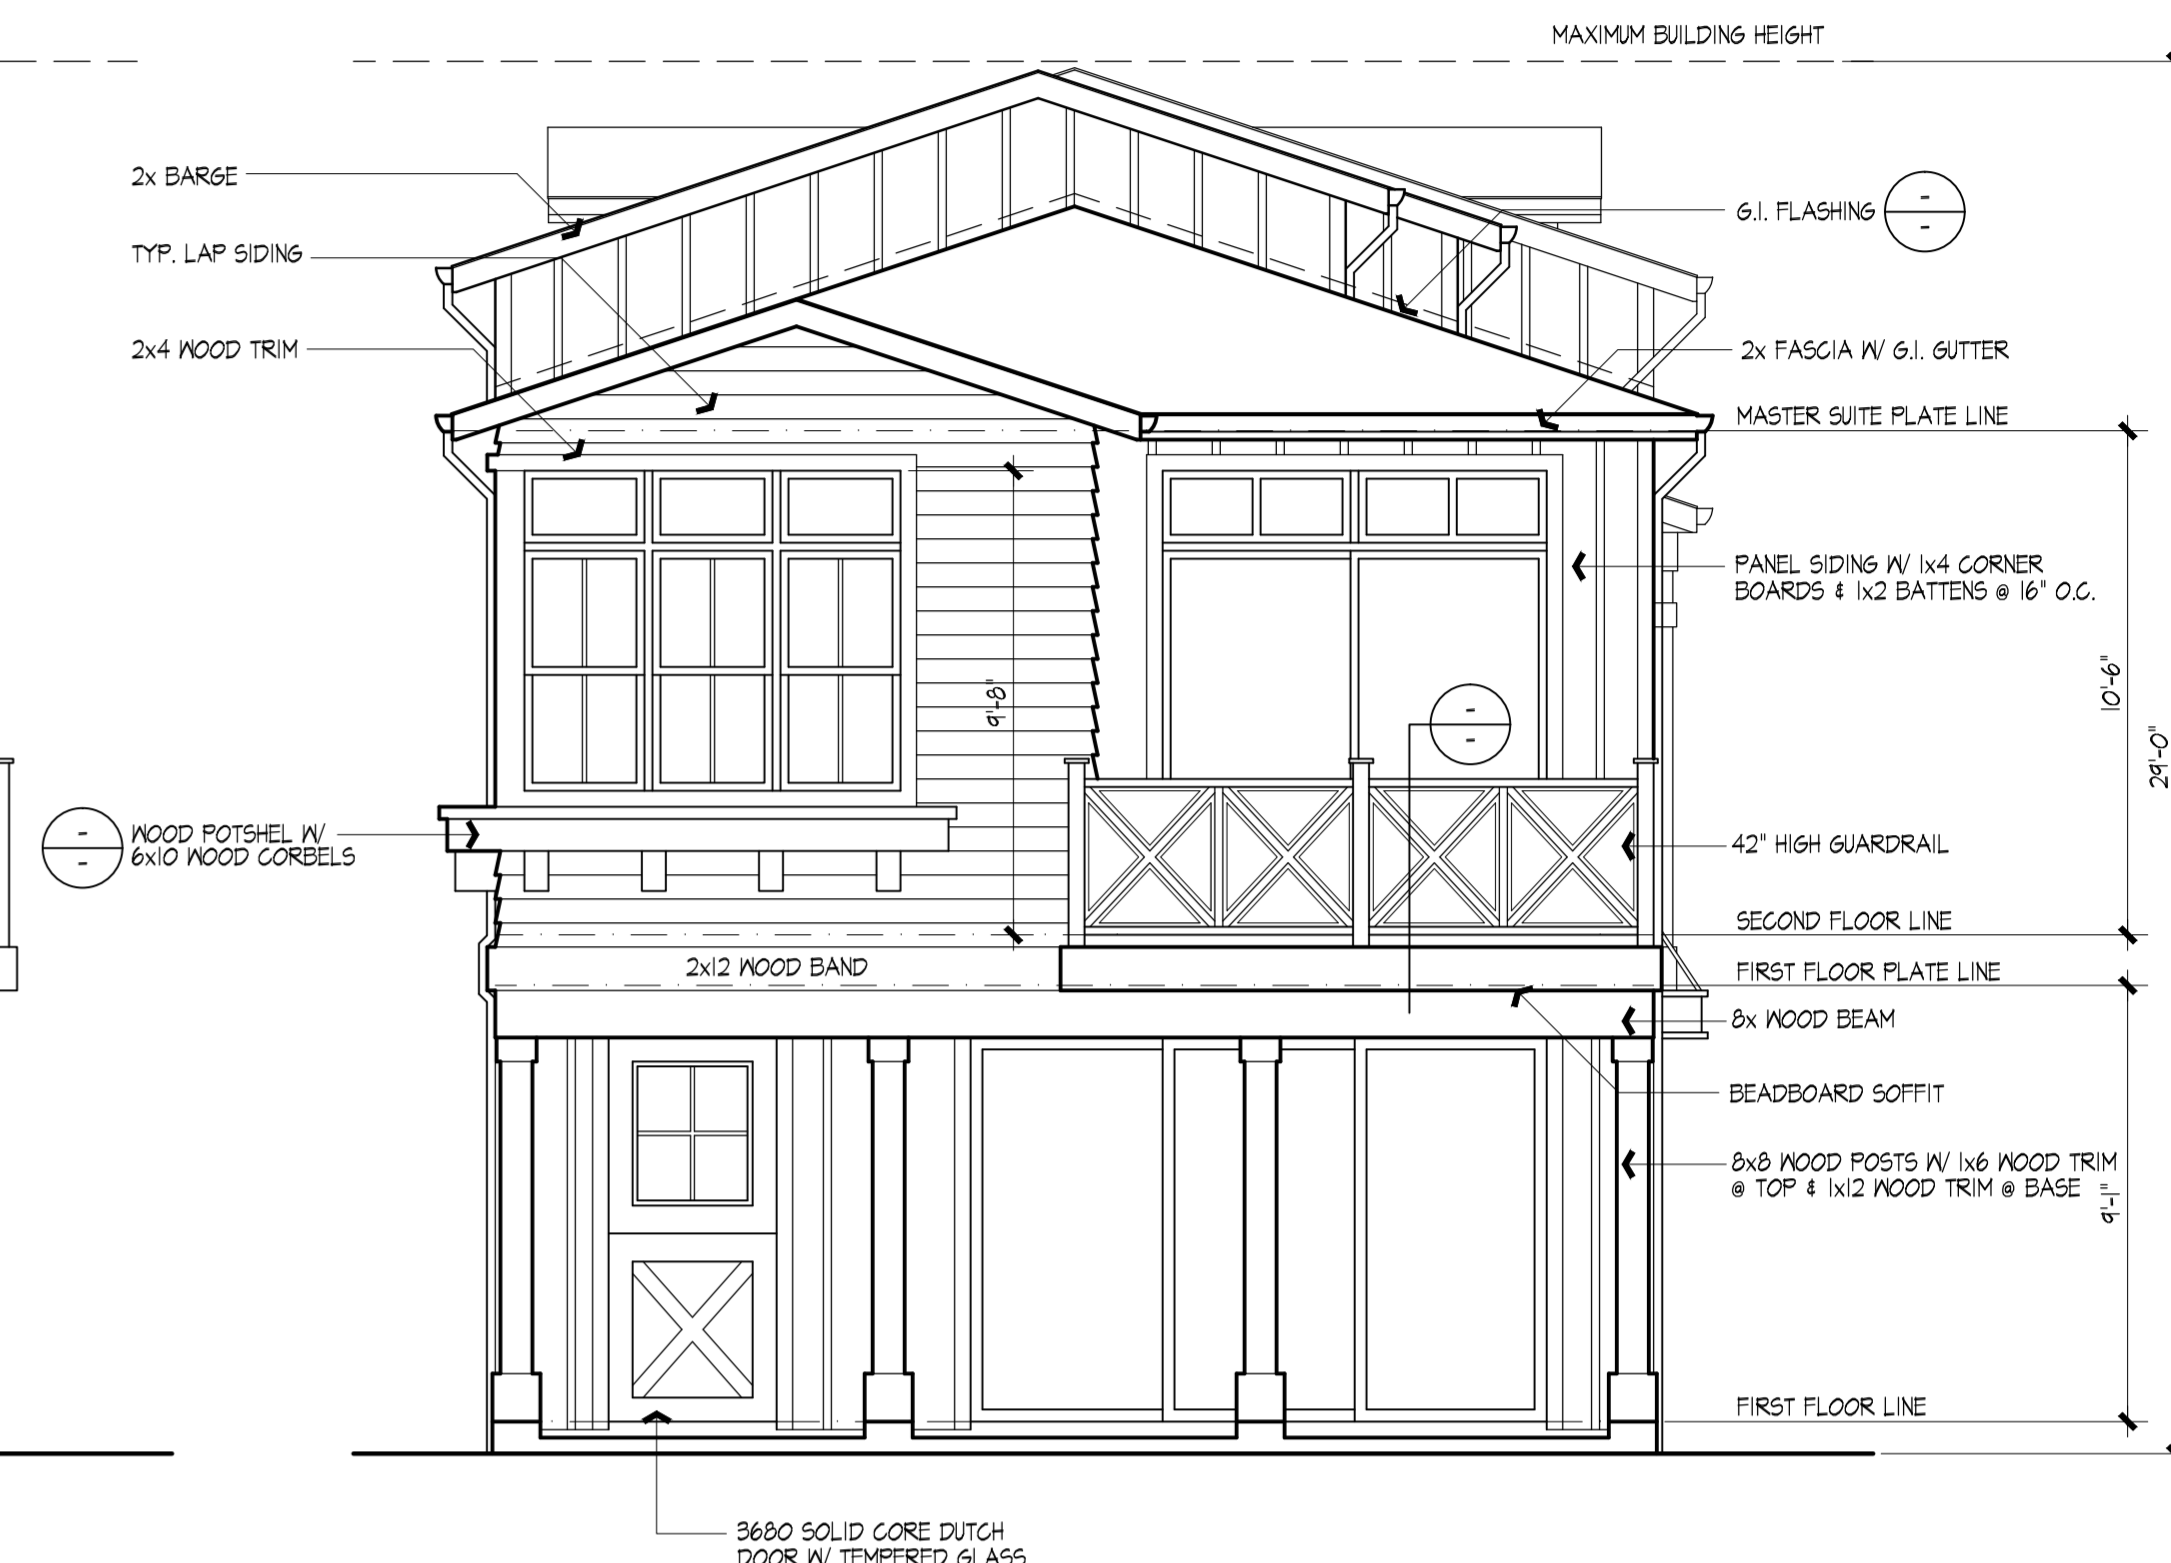 MAXIMUM BUILDING HEIGHT
2x BARGE
TYP. LAP SIDING
2x4 WOOD TRIM
G.I. FLASHING
-
-
2x FASCIA W/ G.I. GUTTER
MASTER SUITE PLATE LINE
PANEL SIDING W/ 1x4 CORNER
BOARDS & 1x2 BATTENS @ 16" O.C.
10'-6"
29'-0"
9'-8"
-
-
-
-
WOOD POTSHEL W/
6x10 WOOD CORBELS
42" HIGH GUARDRAIL
SECOND FLOOR LINE
2x12 WOOD BAND
FIRST FLOOR PLATE LINE
8x WOOD BEAM
BEADBOARD SOFFIT
8x8 WOOD POSTS W/ 1x6 WOOD TRIM
@ TOP & 1x12 WOOD TRIM @ BASE
9'-1"
FIRST FLOOR LINE
3680 SOLID CORE DUTCH
DOOR W/ TEMPERED GLASS